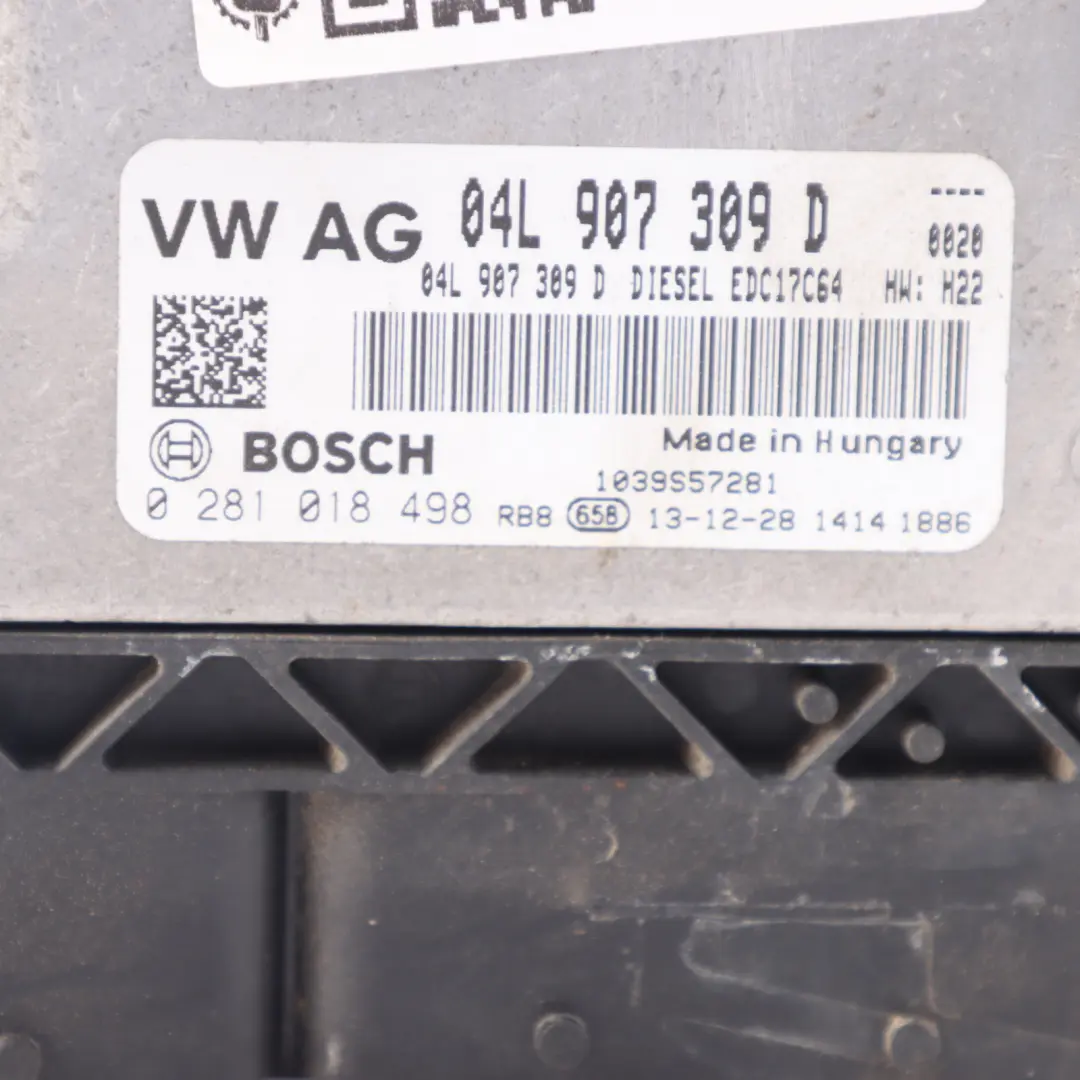 VW AG 04L 907 309 D ----
0020
04L 907 309 D DIESEL EDC17C64 HW: H22
BOSCH
Made in Hungary
1039S57281
0 281 018 498 RB8 658 13-12-28 1414 1886